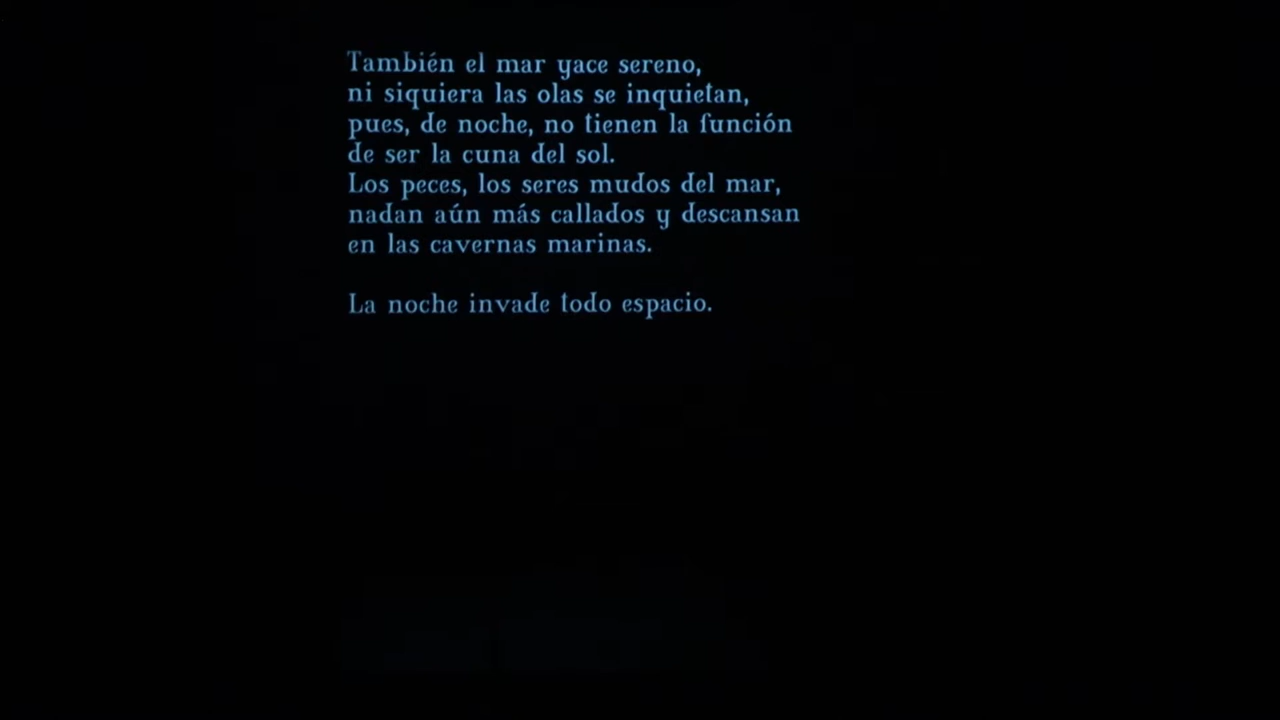 También el mar yace sereno,
ni siquiera las olas se inquietan,
pues, de noche, no tienen la función
de ser la cuna del sol.
Los peces, los seres mudos del mar,
nadan aún más callados y descansan
en las cavernas marinas.
La noche invade todo espacio.